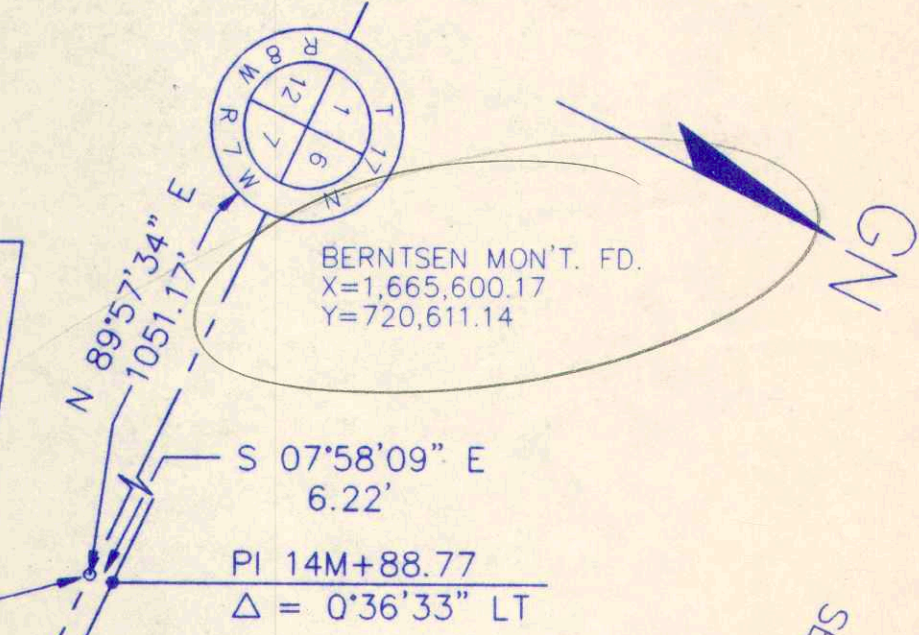 T 17 N
R 8 W
R 7 W
12 1
7 6
GN
BERNTSEN MON'T. FD.
X=1,665,600.17
Y=720,611.14
N 89°57'34" E
1051.17'
S 07°58'09" E
6.22'
PI 14M+88.77
Δ = 0°36'33" LT